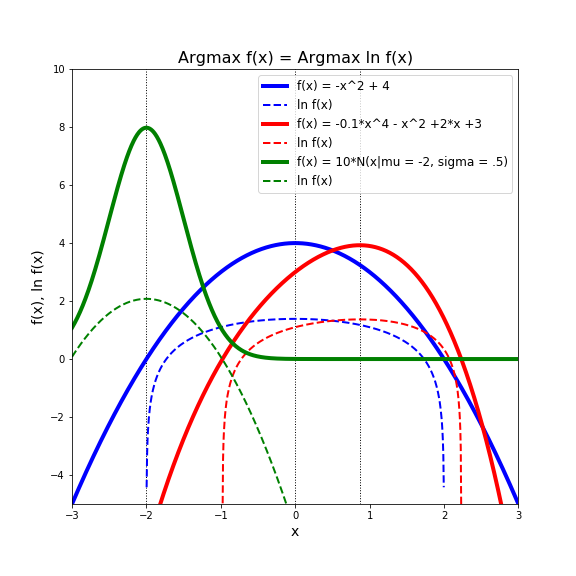 Argmax f(x) = Argmax ln f(x)
f(x) = -x^2 + 4
ln f(x)
f(x) = -0.1*x^4 - x^2 +2*x +3
ln f(x)
f(x) = 10*N(x|mu = -2, sigma = .5)
ln f(x)
f(x), ln f(x)
10
8
6
4
2
0
−2
−4
−3 −2 −1 0 1 2 3
x